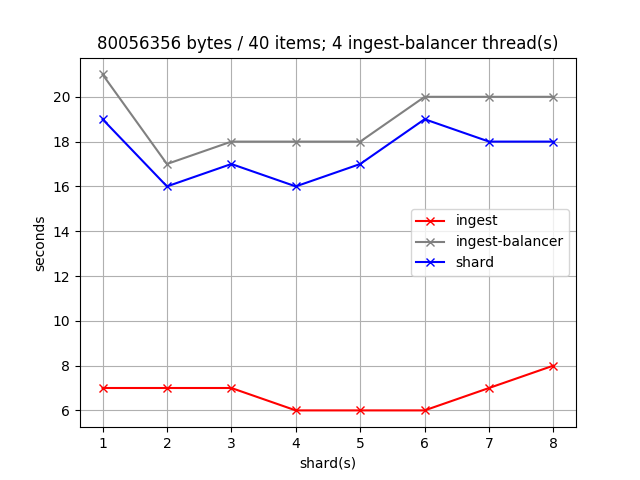 80056356 bytes / 40 items; 4 ingest-balancer thread(s)
20
18
16
14
12
10
8
6
seconds
ingest
ingest-balancer
shard
1 2 3 4 5 6 7 8
shard(s)